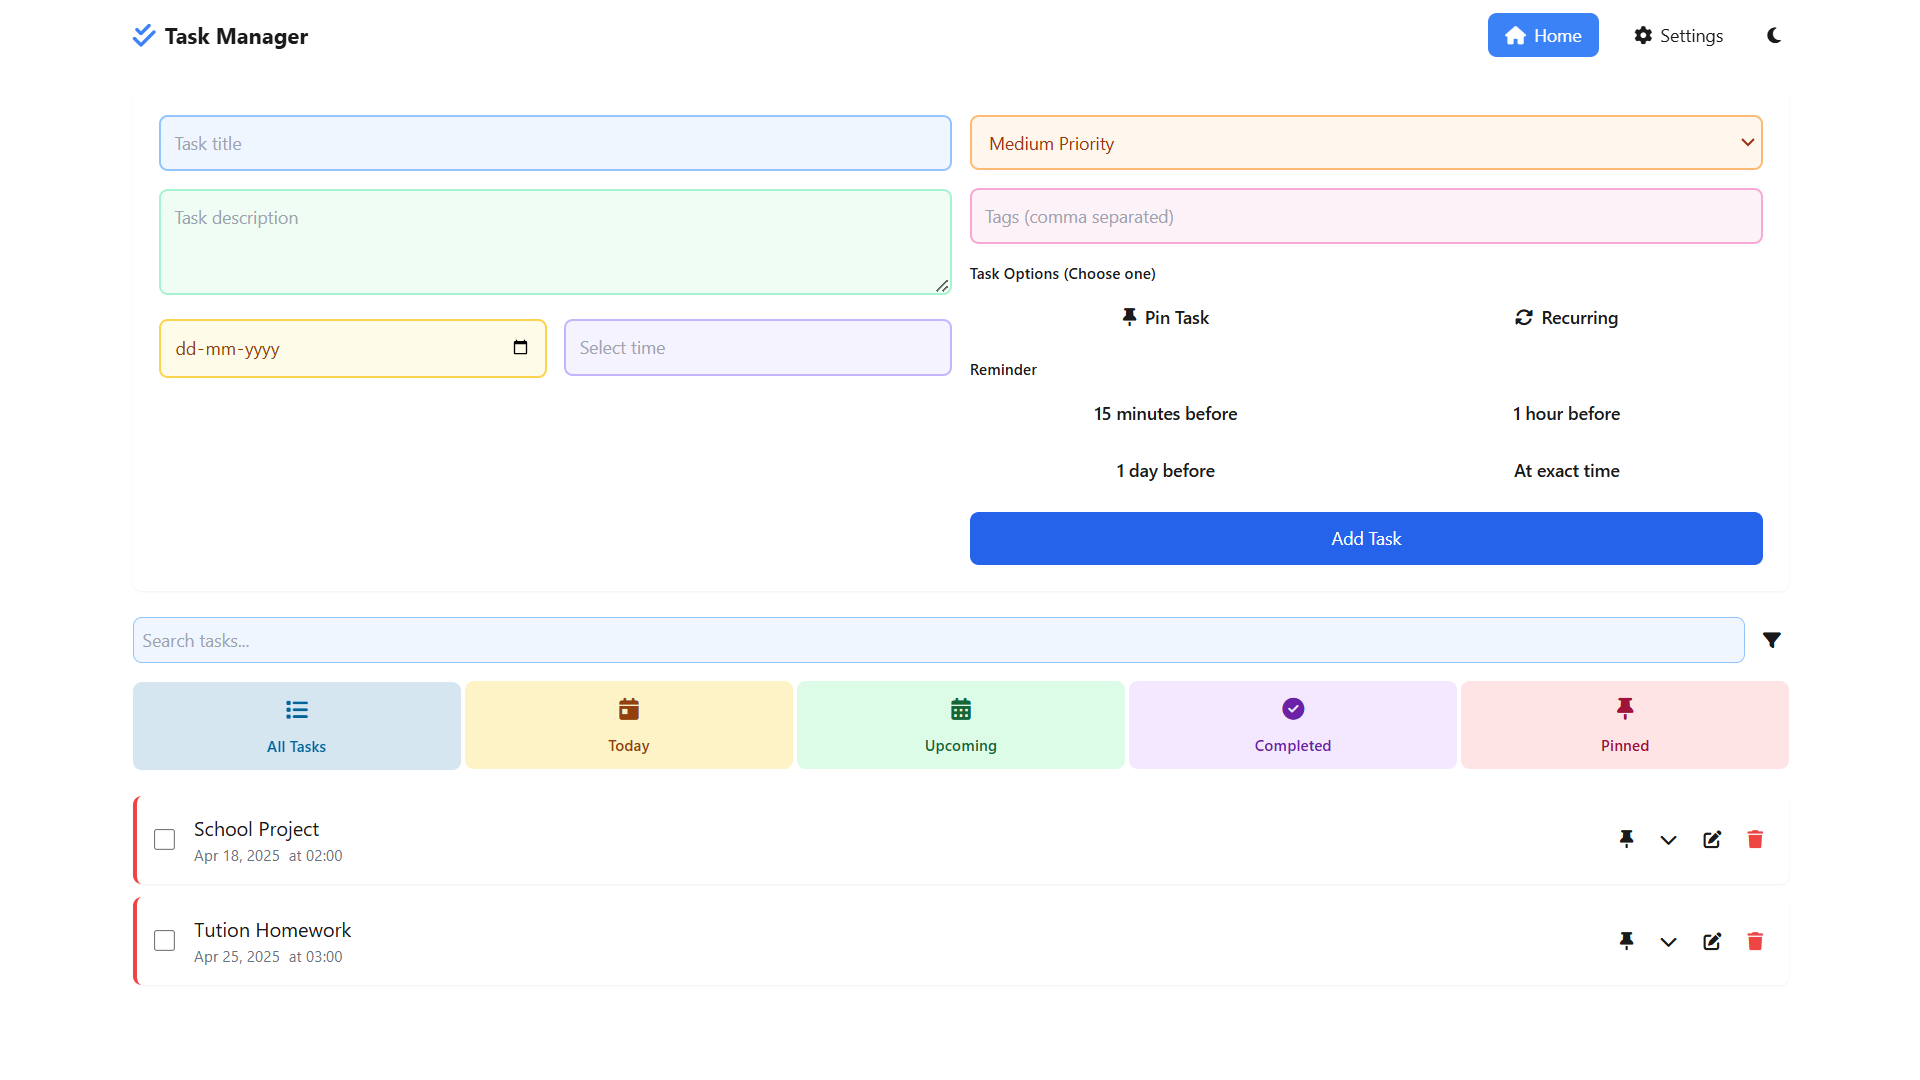 Task Manager
Home
Settings
Task title
Medium Priority
Task description
Tags (comma separated)
Task Options (Choose one)
Pin Task
Recurring
dd-mm-yyyy
Select time
Reminder
15 minutes before
1 hour before
1 day before
At exact time
Add Task
Search tasks...
All Tasks
Today
Upcoming
Completed
Pinned
School Project
Apr 18, 2025 at 02:00
Tution Homework
Apr 25, 2025 at 03:00